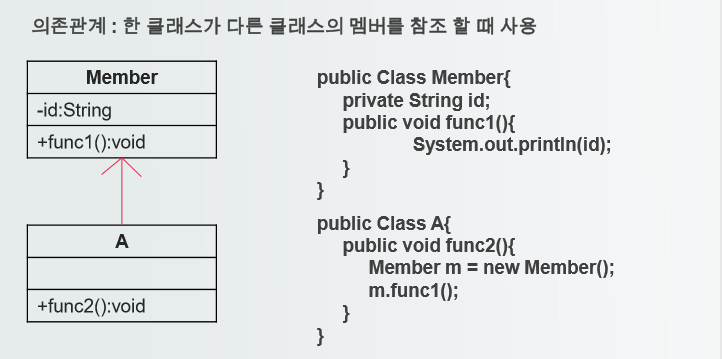 의존관계 : 한 클래스가 다른 클래스의 멤버를 참조 할 때 사용
Member
-id:String
+func1():void
A
+func2():void
public Class Member{
private String id;
public void func1(){
System.out.println(id);
}
}
public Class A{
public void func2(){
Member m = new Member();
m.func1();
}
}